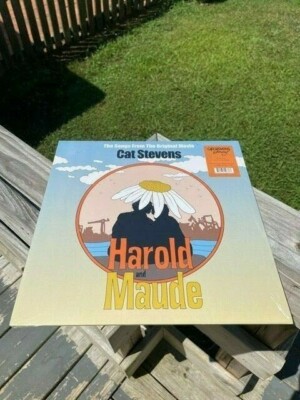 The Songs From The Original Movie
Cat Stevens
Harold
and
Maude